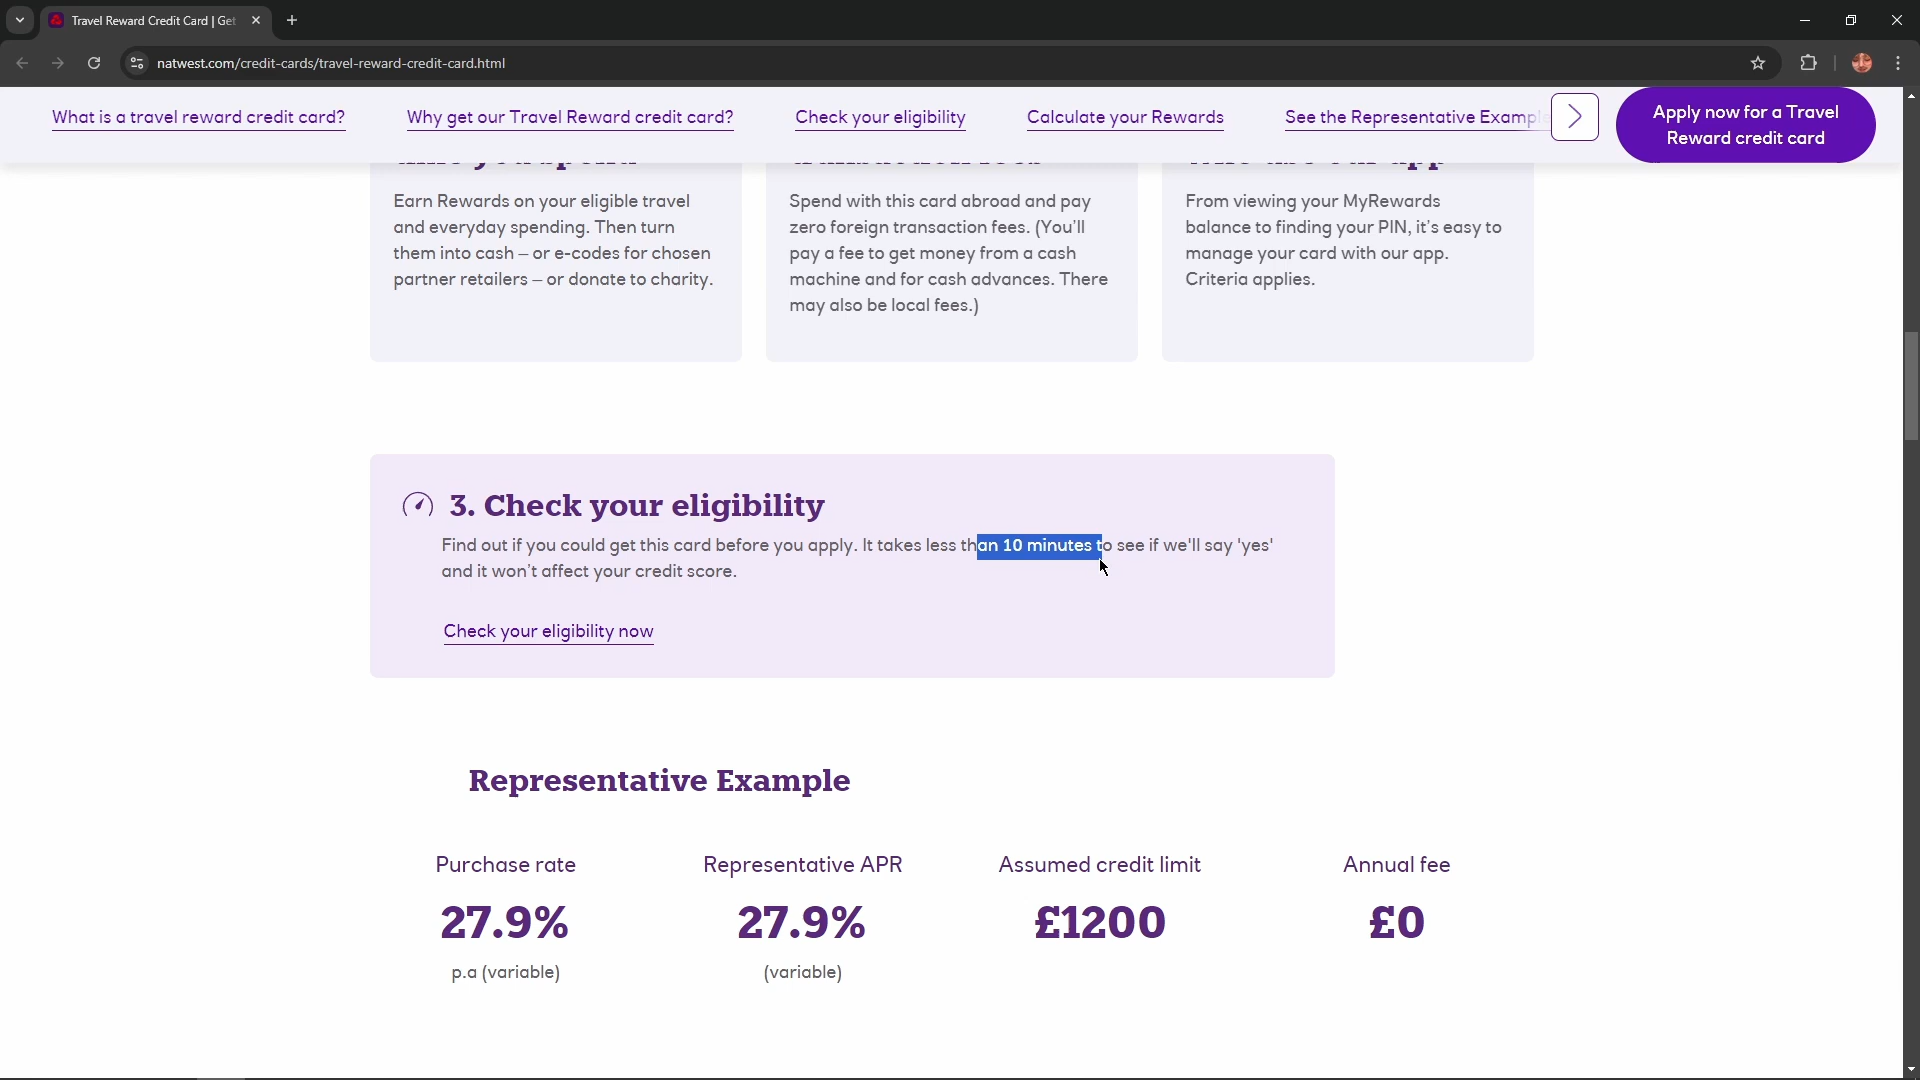 Travel Reward Credit Card | Get
natwest.com/credit-cards/travel-reward-credit-card.html
What is a travel reward credit card?
Why get our Travel Reward credit card?
Check your eligibility
Calculate your Rewards
See the Representative Example
Apply now for a Travel
Reward credit card
Earn Rewards on your eligible travel
and everyday spending. Then turn
them into cash – or e-codes for chosen
partner retailers – or donate to charity.
Spend with this card abroad and pay
zero foreign transaction fees. (You'll
pay a fee to get money from a cash
machine and for cash advances. There
may also be local fees.)
From viewing your MyRewards
balance to finding your PIN, it's easy to
manage your card with our app.
Criteria applies.
3. Check your eligibility
Find out if you could get this card before you apply. It takes less than 10 minutes to see if we'll say 'yes'
and it won't affect your credit score.
Check your eligibility now
Representative Example
Purchase rate
27.9%
p.a (variable)
Representative APR
27.9%
(variable)
Assumed credit limit
£1200
Annual fee
£0